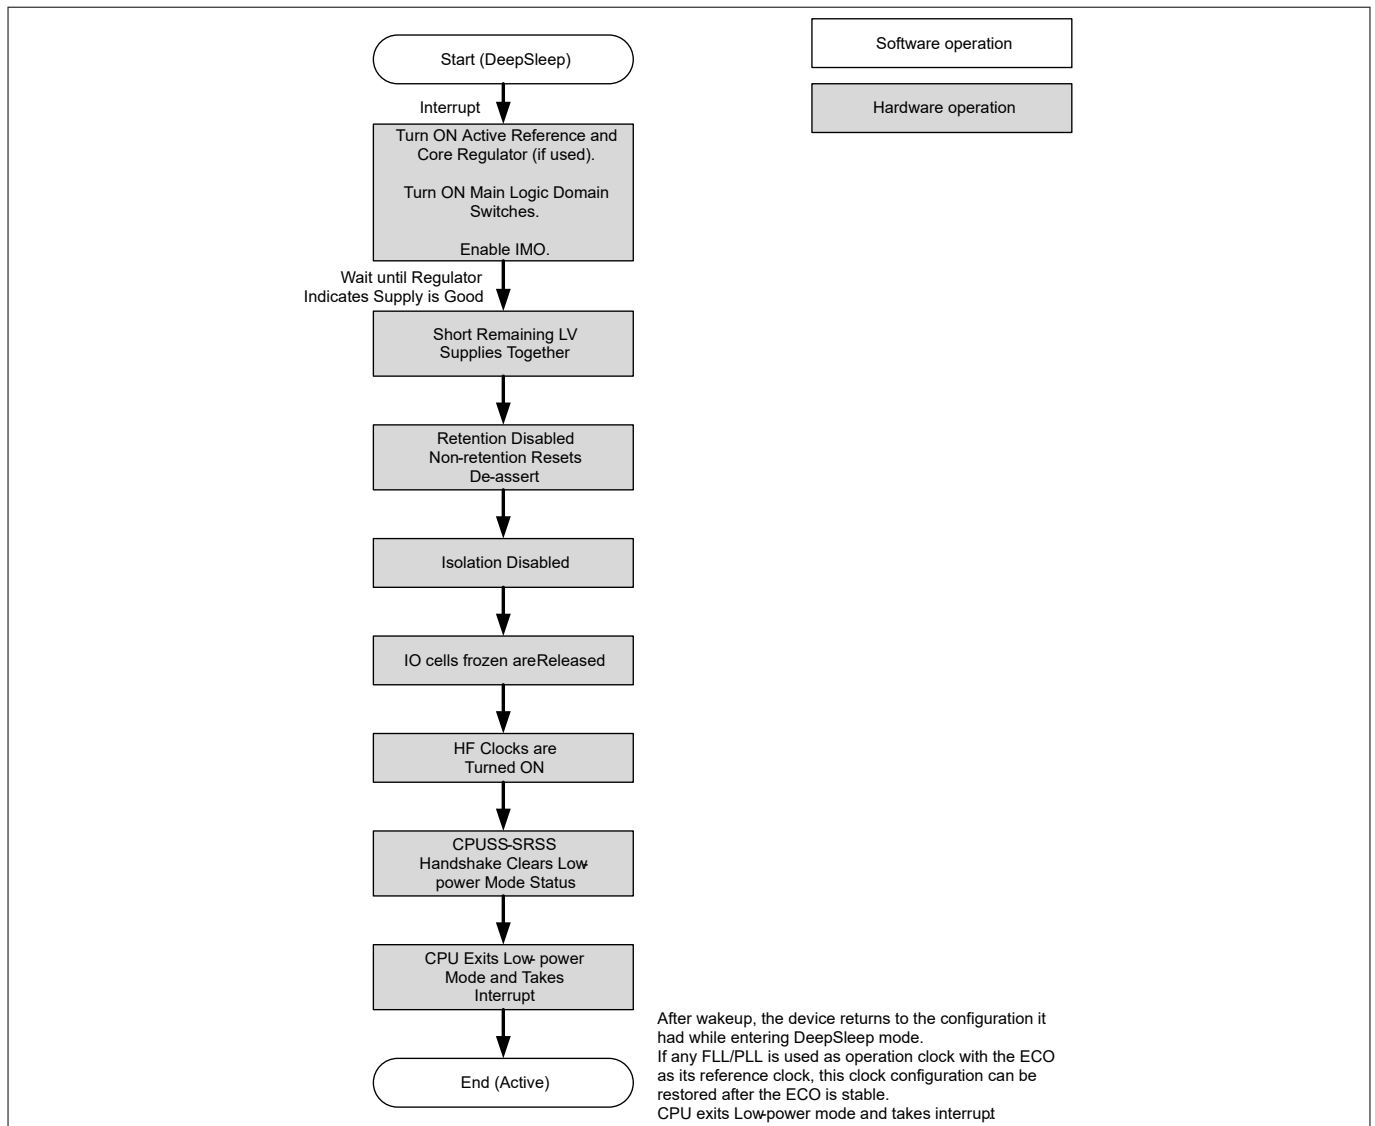 Start (DeepSleep)
Software operation
Hardware operation
Interrupt
Turn ON Active Reference and
Core Regulator (if used).
Turn ON Main Logic Domain
Switches.
Enable IMO.
Wait until Regulator
Indicates Supply is Good
Short Remaining LV
Supplies Together
Retention Disabled
Non-retention Resets
De-assert
Isolation Disabled
IO cells frozen areReleased
HF Clocks are
Turned ON
CPUSS-SRSS
Handshake Clears Low-
power Mode Status
CPU Exits Low- power
Mode and Takes
Interrupt
End (Active)
After wakeup, the device returns to the configuration it
had while entering DeepSleep mode.
If any FLL/PLL is used as operation clock with the ECO
as its reference clock, this clock configuration can be
restored after the ECO is stable.
CPU exits Low-power mode and takes interrupt.